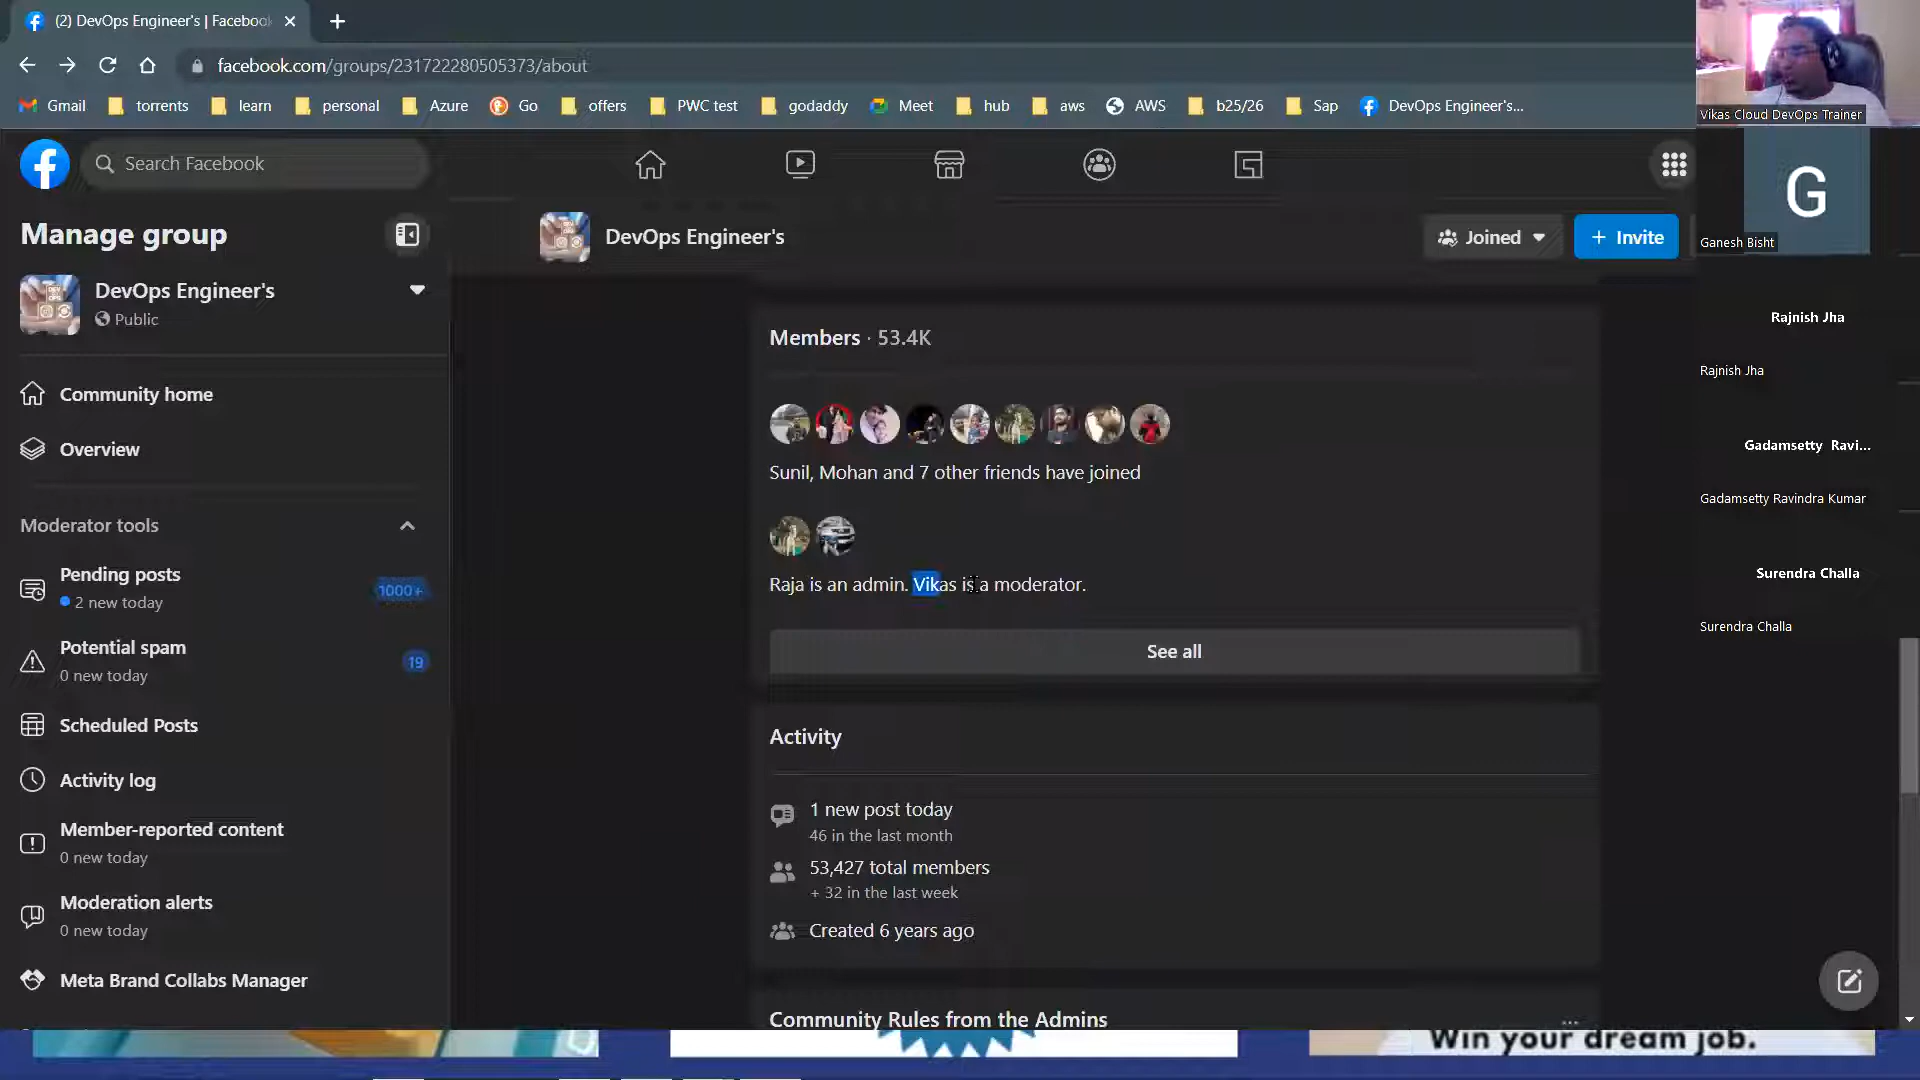 (2) DevOps Engineer's | Faceboo
facebook.com/groups/231722280505373/about
Gmail torrents learn personal Azure Go offers PWC test godaddy Meet hub aws AWS b25/26 Sap DevOps Engineer's...
Vikas Cloud DevOps Trainer
Search Facebook
G
Ganesh Bisht
Manage group
DevOps Engineer's
Joined
+ Invite
DevOps Engineer's
Public
Community home
Overview
Moderator tools
Pending posts
2 new today
1000+
Potential spam
0 new today
19
Scheduled Posts
Activity log
Member-reported content
0 new today
Moderation alerts
0 new today
Meta Brand Collabs Manager
Members · 53.4K
Sunil, Mohan and 7 other friends have joined
Raja is an admin. Vikas is a moderator.
See all
Activity
1 new post today
46 in the last month
53,427 total members
+ 32 in the last week
Created 6 years ago
Community Rules from the Admins
...
Rajnish Jha
Rajnish Jha
Gadamsetty Ravi...
Gadamsetty Ravindra Kumar
Surendra Challa
Surendra Challa
Win your dream job.